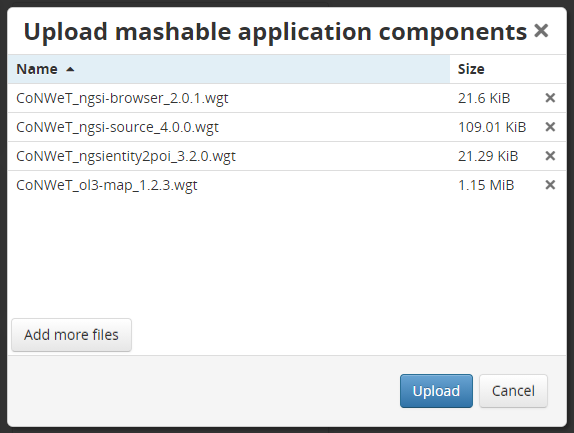 Upload mashable application components
Name Size
CoNWeT_ngsi-browser_2.0.1.wgt 21.6 KiB
CoNWeT_ngsi-source_4.0.0.wgt 109.01 KiB
CoNWeT_ngsientity2poi_3.2.0.wgt 21.29 KiB
CoNWeT_ol3-map_1.2.3.wgt 1.15 MiB
Add more files
Upload Cancel